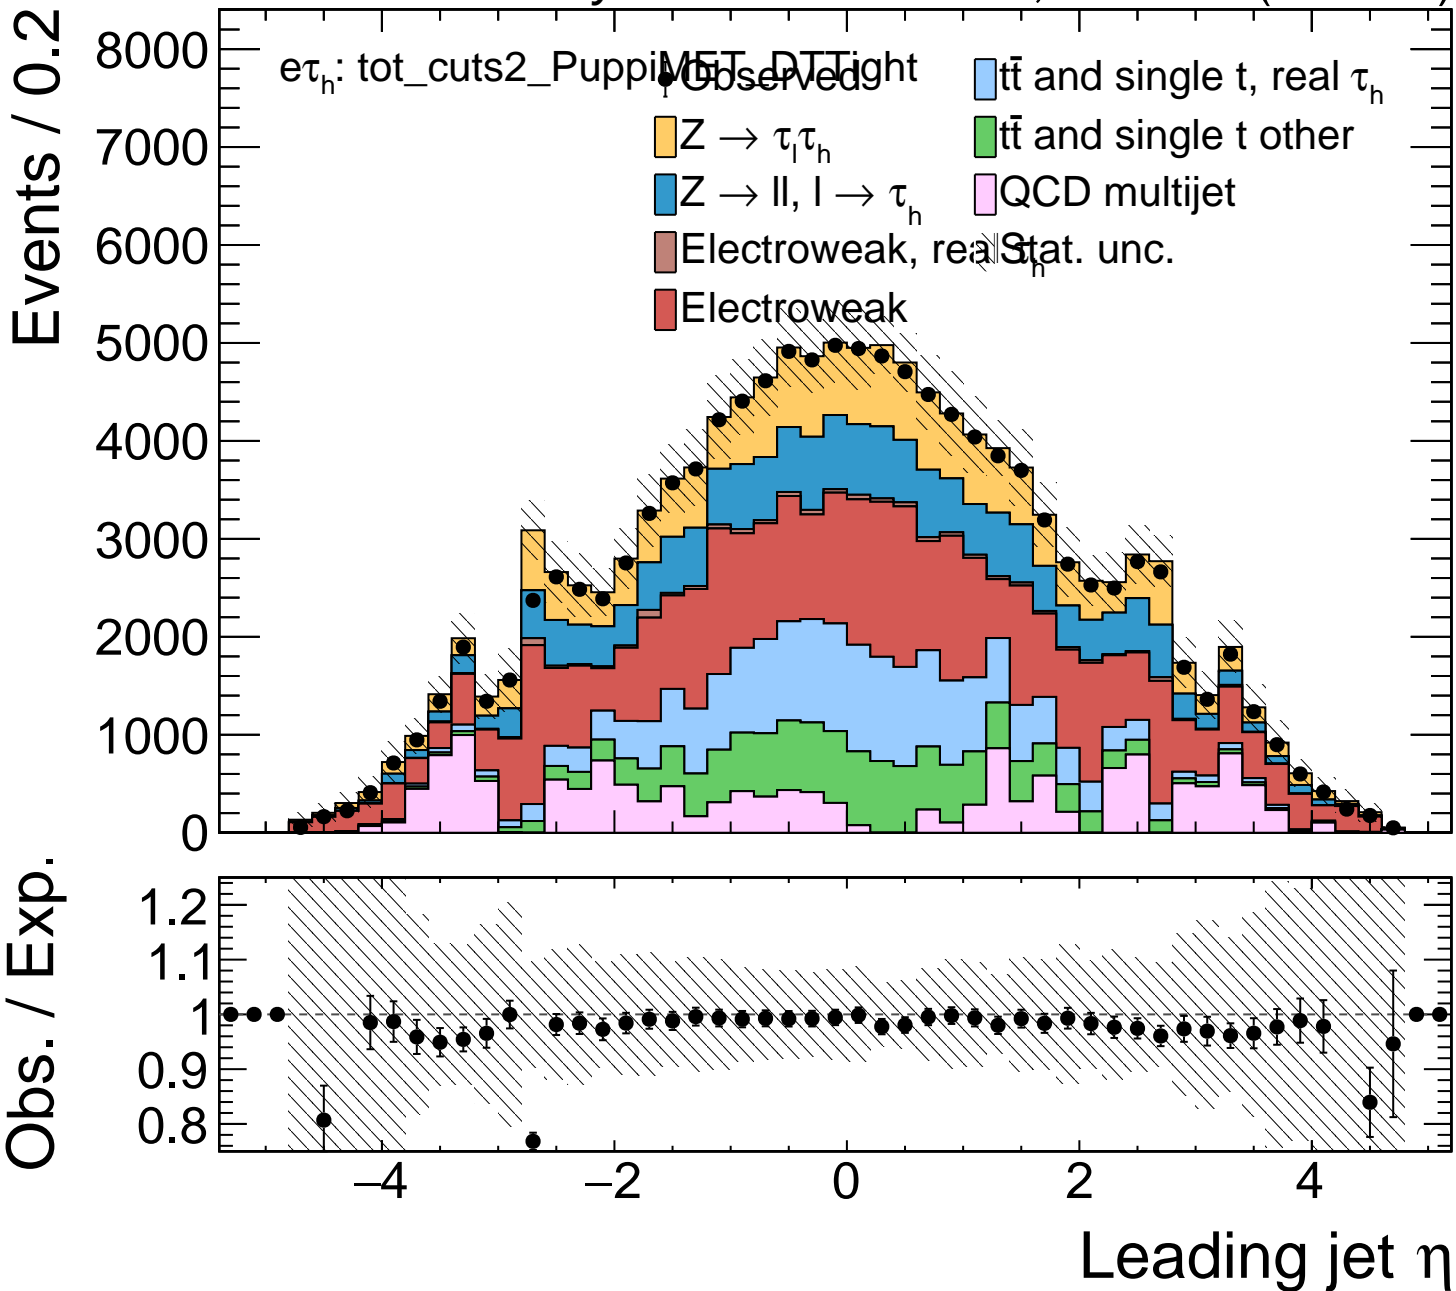 8000
7000
6000
5000
4000
3000
2000
1000
0
Events / 0.2
eτh: tot_cuts2_PuppiMET_DTTight
Observed
Z → τlτh
Z → ll, l → τh
Electroweak, real τh
Electroweak
tt̄ and single t, real τh
tt̄ and single t other
QCD multijet
Stat. unc.
1.2
1.1
1
0.9
0.8
Obs. / Exp.
−4 −2 0 2 4
Leading jet η